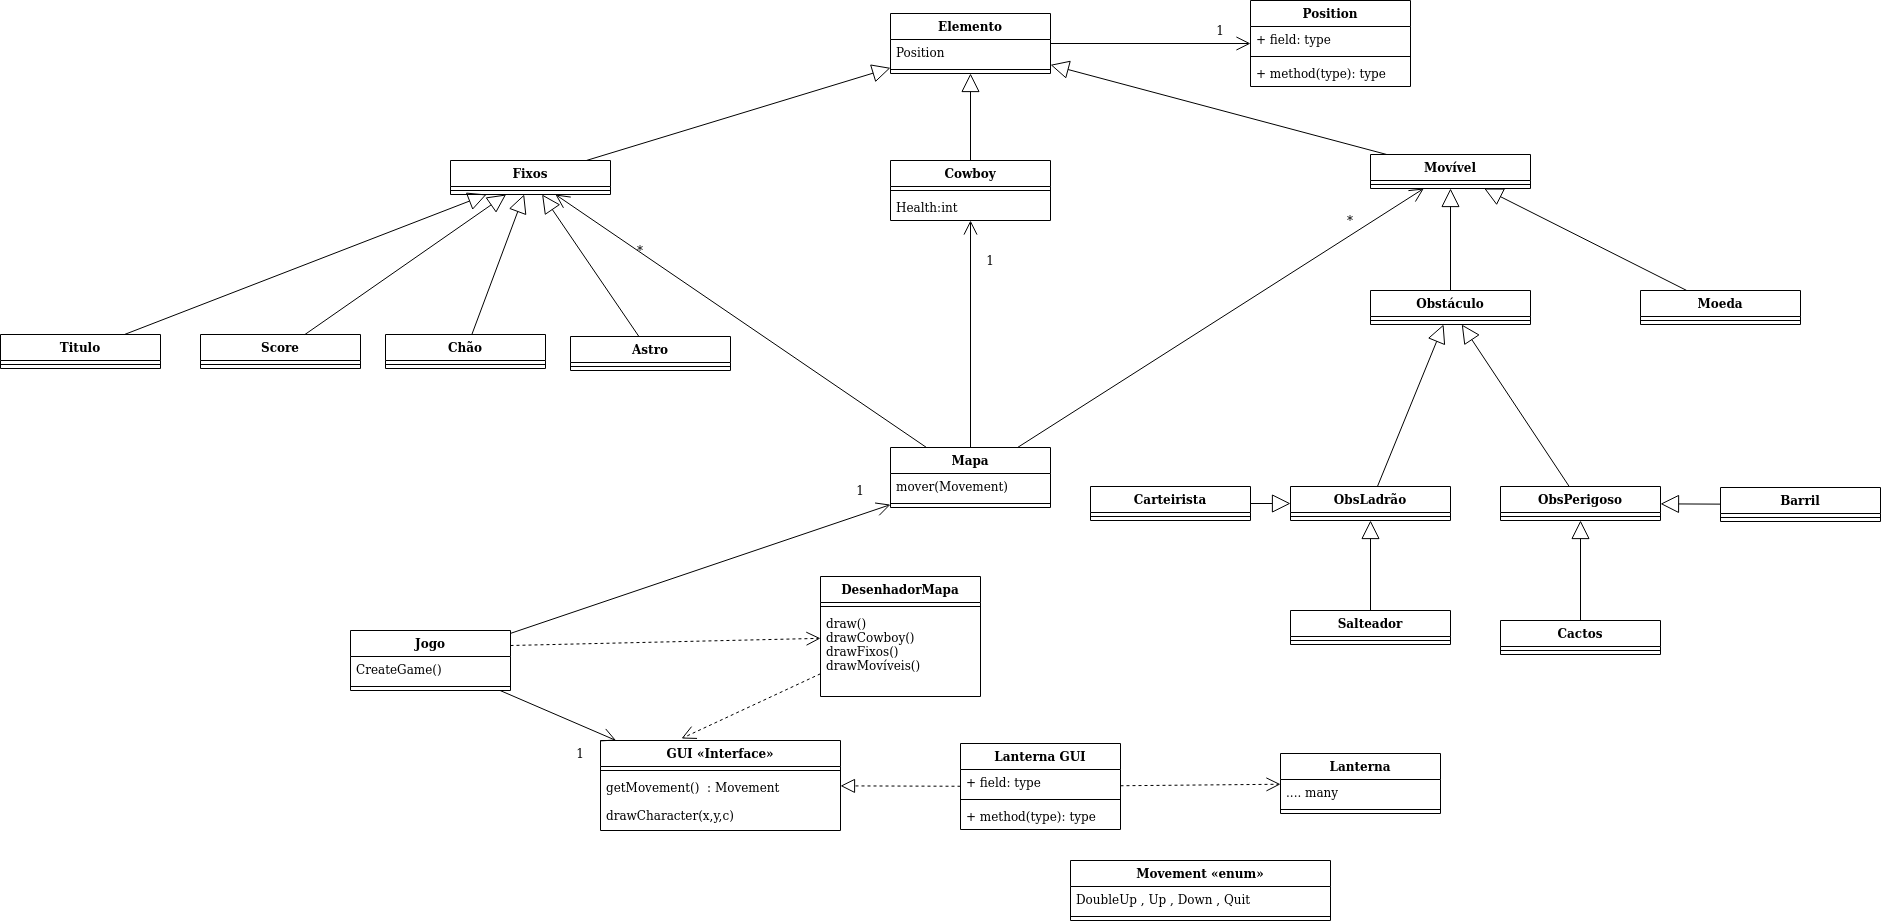 Elemento
Position
1
Position
+ field: type
+ method(type): type
Fixos
Cowboy
Health:int
Movível
*
*
1
Titulo
Score
Chão
Astro
Obstáculo
Moeda
Mapa
mover(Movement)
1
Carteirista
ObsLadrão
ObsPerigoso
Barril
Salteador
Cactos
DesenhadorMapa
draw()
drawCowboy()
drawFixos()
drawMovíveis()
Jogo
CreateGame()
1
GUI «Interface»
getMovement()  : Movement
drawCharacter(x,y,c)
Lanterna GUI
+ field: type
+ method(type): type
Lanterna
.... many
Movement «enum»
DoubleUp , Up , Down , Quit